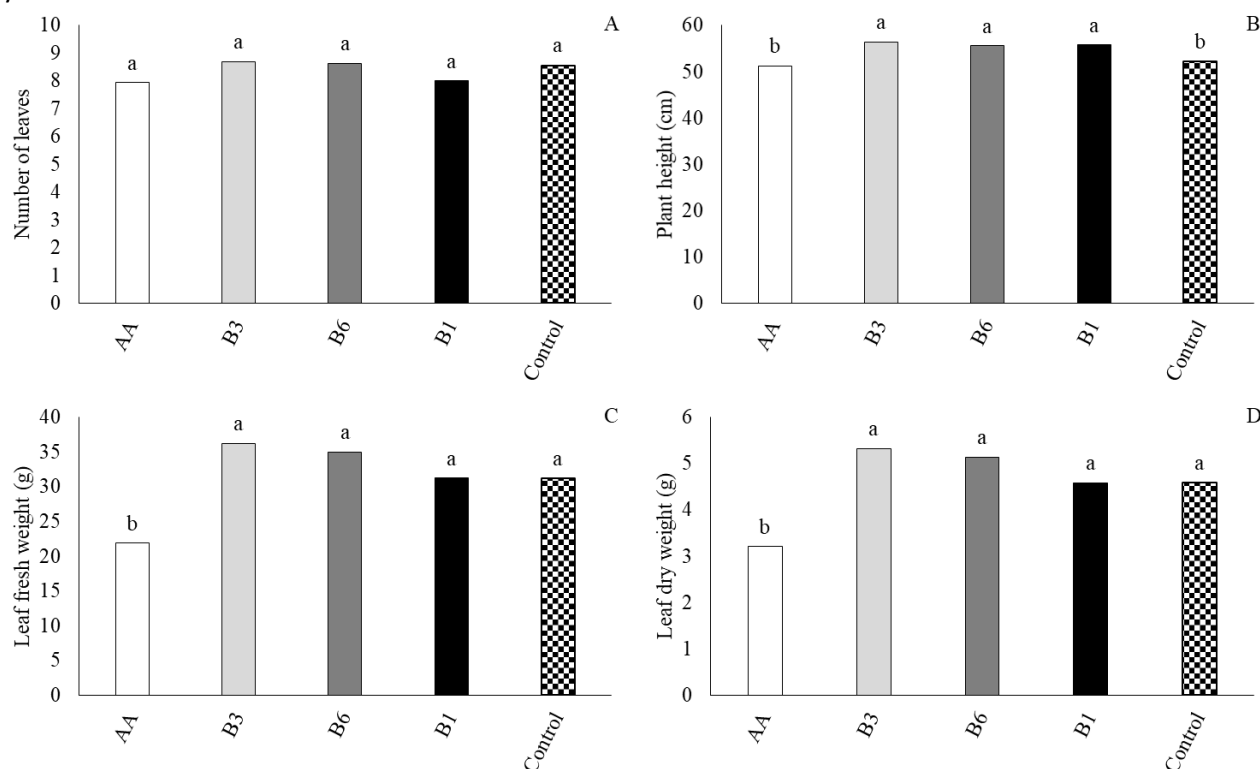 A
Number of leaves
10
9
8
7
6
5
4
3
2
1
0
a
a
a
a
a
AA
B3
B6
B1
Control
B
Plant height (cm)
60
50
40
30
20
10
0
b
a
a
a
b
AA
B3
B6
B1
Control
C
Leaf fresh weight (g)
40
35
30
25
20
15
10
5
0
b
a
a
a
a
AA
B3
B6
B1
Control
D
Leaf dry weight (g)
6
5
4
3
2
1
0
b
a
a
a
a
AA
B3
B6
B1
Control